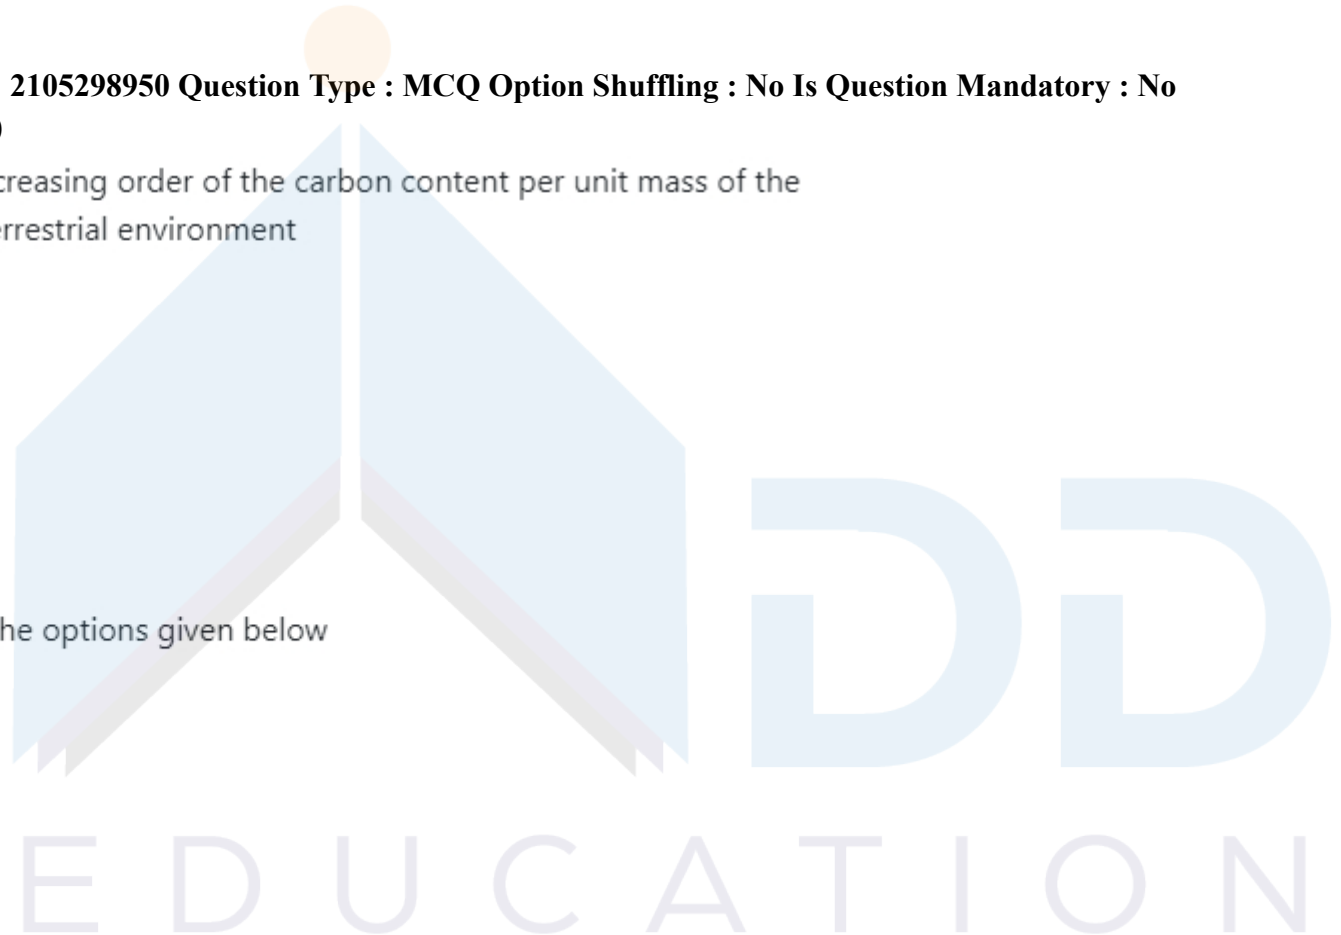 2105298950 Question Type : MCQ Option Shuffling : No Is Question Mandatory : No
)
creasing order of the carbon content per unit mass of the
errestrial environment
he options given below
DD
EDUCATION